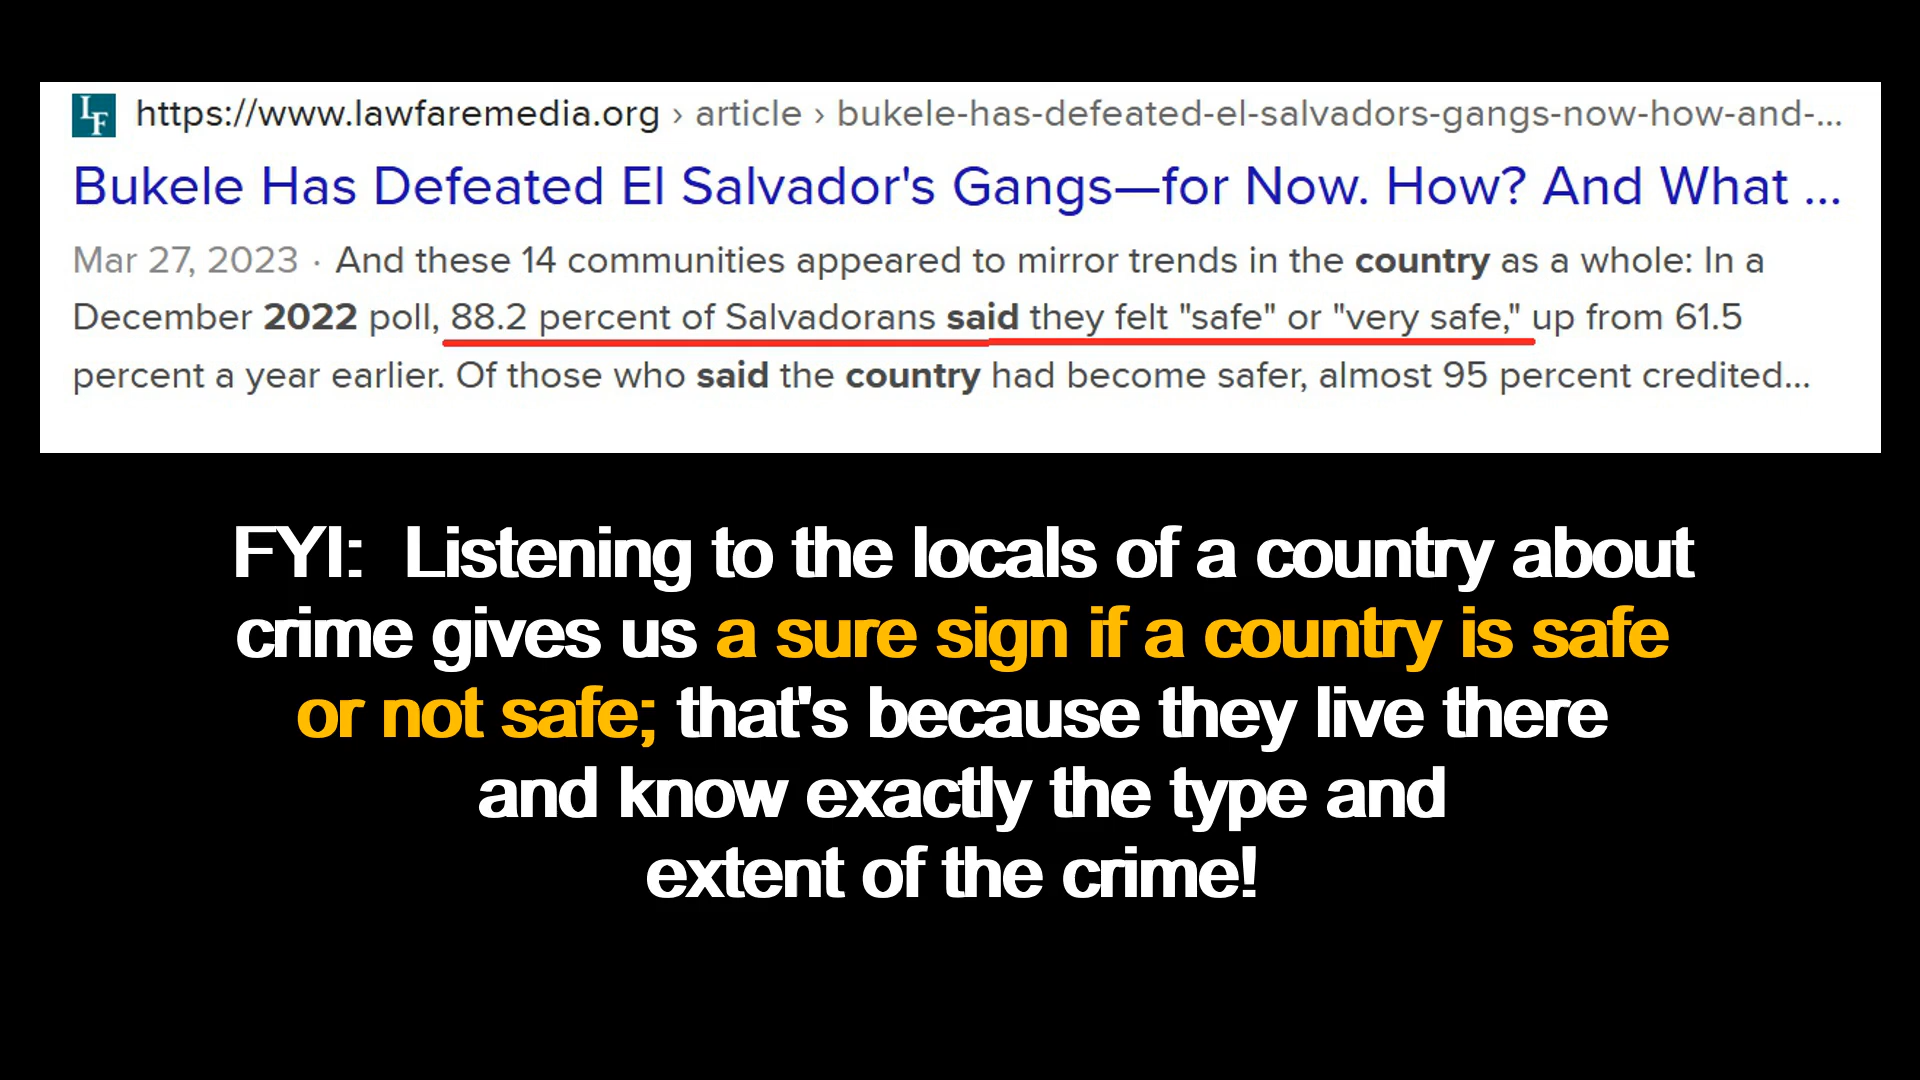 LF https://www.lawfaremedia.org › article › bukele-has-defeated-el-salvadors-gangs-now-how-and-...
Bukele Has Defeated El Salvador's Gangs—for Now. How? And What ...
Mar 27, 2023 · And these 14 communities appeared to mirror trends in the country as a whole: In a
December 2022 poll, 88.2 percent of Salvadorans said they felt "safe" or "very safe," up from 61.5
percent a year earlier. Of those who said the country had become safer, almost 95 percent credited...
FYI: Listening to the locals of a country about
crime gives us a sure sign if a country is safe
or not safe; that's because they live there
and know exactly the type and
extent of the crime!